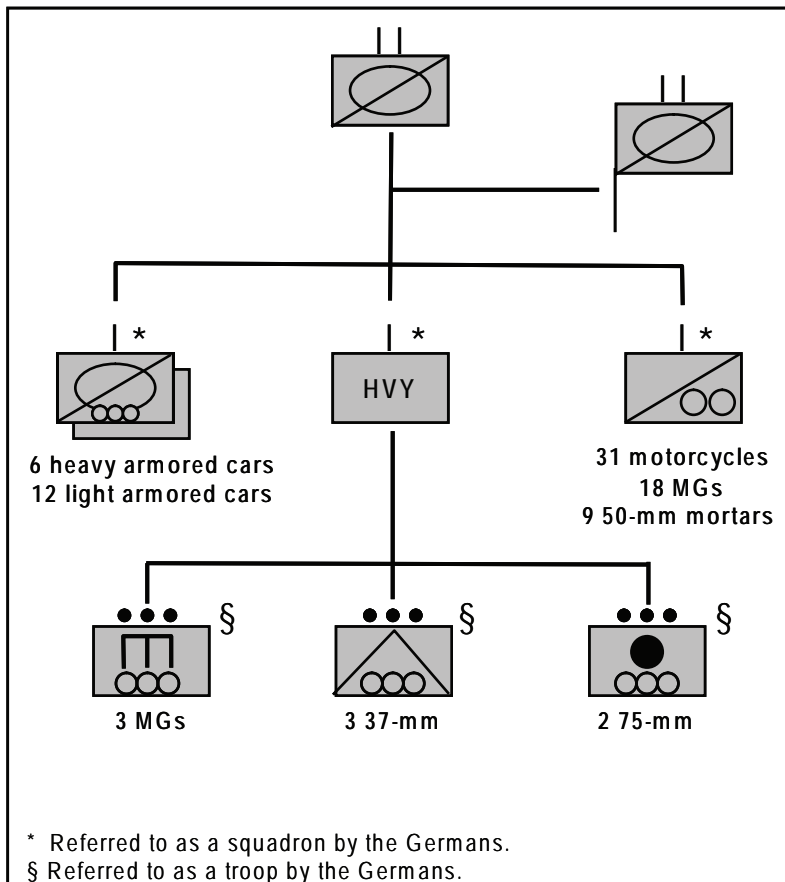 *
*
*
HVY
6 heavy armored cars
12 light armored cars
31 motorcycles
18 MGs
9 50-mm mortars
§
§
§
3 MGs
3 37-mm
2 75-mm
* Referred to as a squadron by the Germans.
§ Referred to as a troop by the Germans.